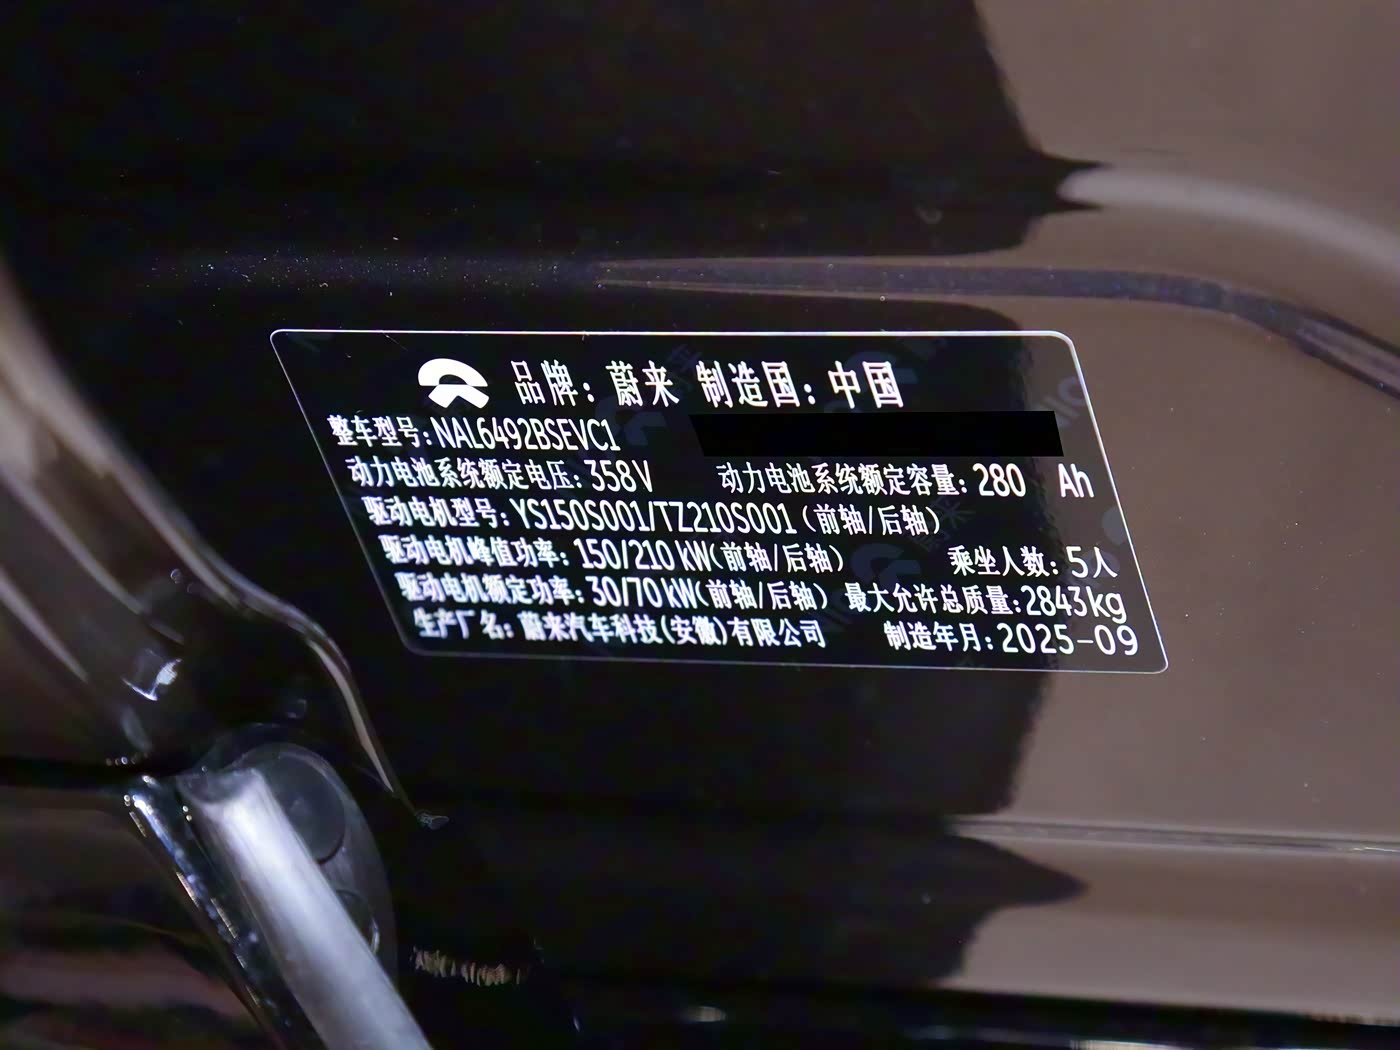 品牌：蔚来 制造国：中国
整车型号：NAL6492BSEVC1
动力电池系统额定电压：358V 动力电池系统额定容量：280 Ah
驱动电机型号：YS150S001/TZ210S001（前轴/后轴）
驱动电机峰值功率：150/210 kW（前轴/后轴） 乘坐人数：5人
驱动电机额定功率：30/70 kW（前轴/后轴） 最大允许总质量：2843kg
生产厂名：蔚来汽车科技（安徽）有限公司 制造年月：2025-09